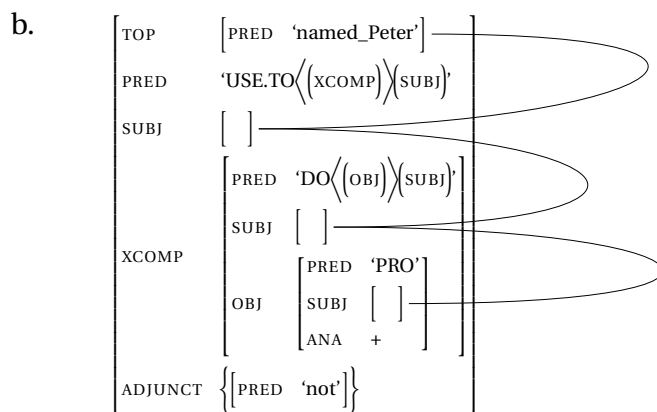 b.
TOP [PRED ‘named_Peter’]
PRED ‘USE.TO⟨(XCOMP)⟩(SUBJ)’
SUBJ [ ]
PRED ‘DO⟨(OBJ)⟩(SUBJ)’
SUBJ [ ]
XCOMP
PRED ‘PRO’
OBJ SUBJ [ ]
ANA +
ADJUNCT {[PRED ‘not’]}